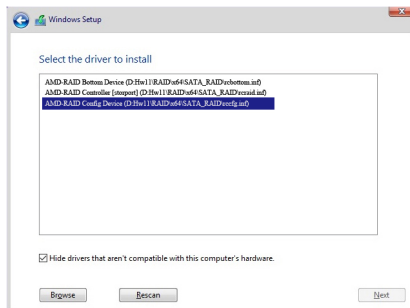 Windows Setup
Select the driver to install
AMD-RAID Bottom Device (D:Hw11\RAID\x64\SATA_RAID\rcbottom.inf)
AMD-RAID Controller [storport] (D:Hw11\RAID\x64\SATA_RAID\rcraid.inf)
AMD-RAID Config Device (D:Hw11\RAID\x64\SATA_RAID\rccfg.inf)
Hide drivers that aren't compatible with this computer's hardware.
Browse Rescan Next